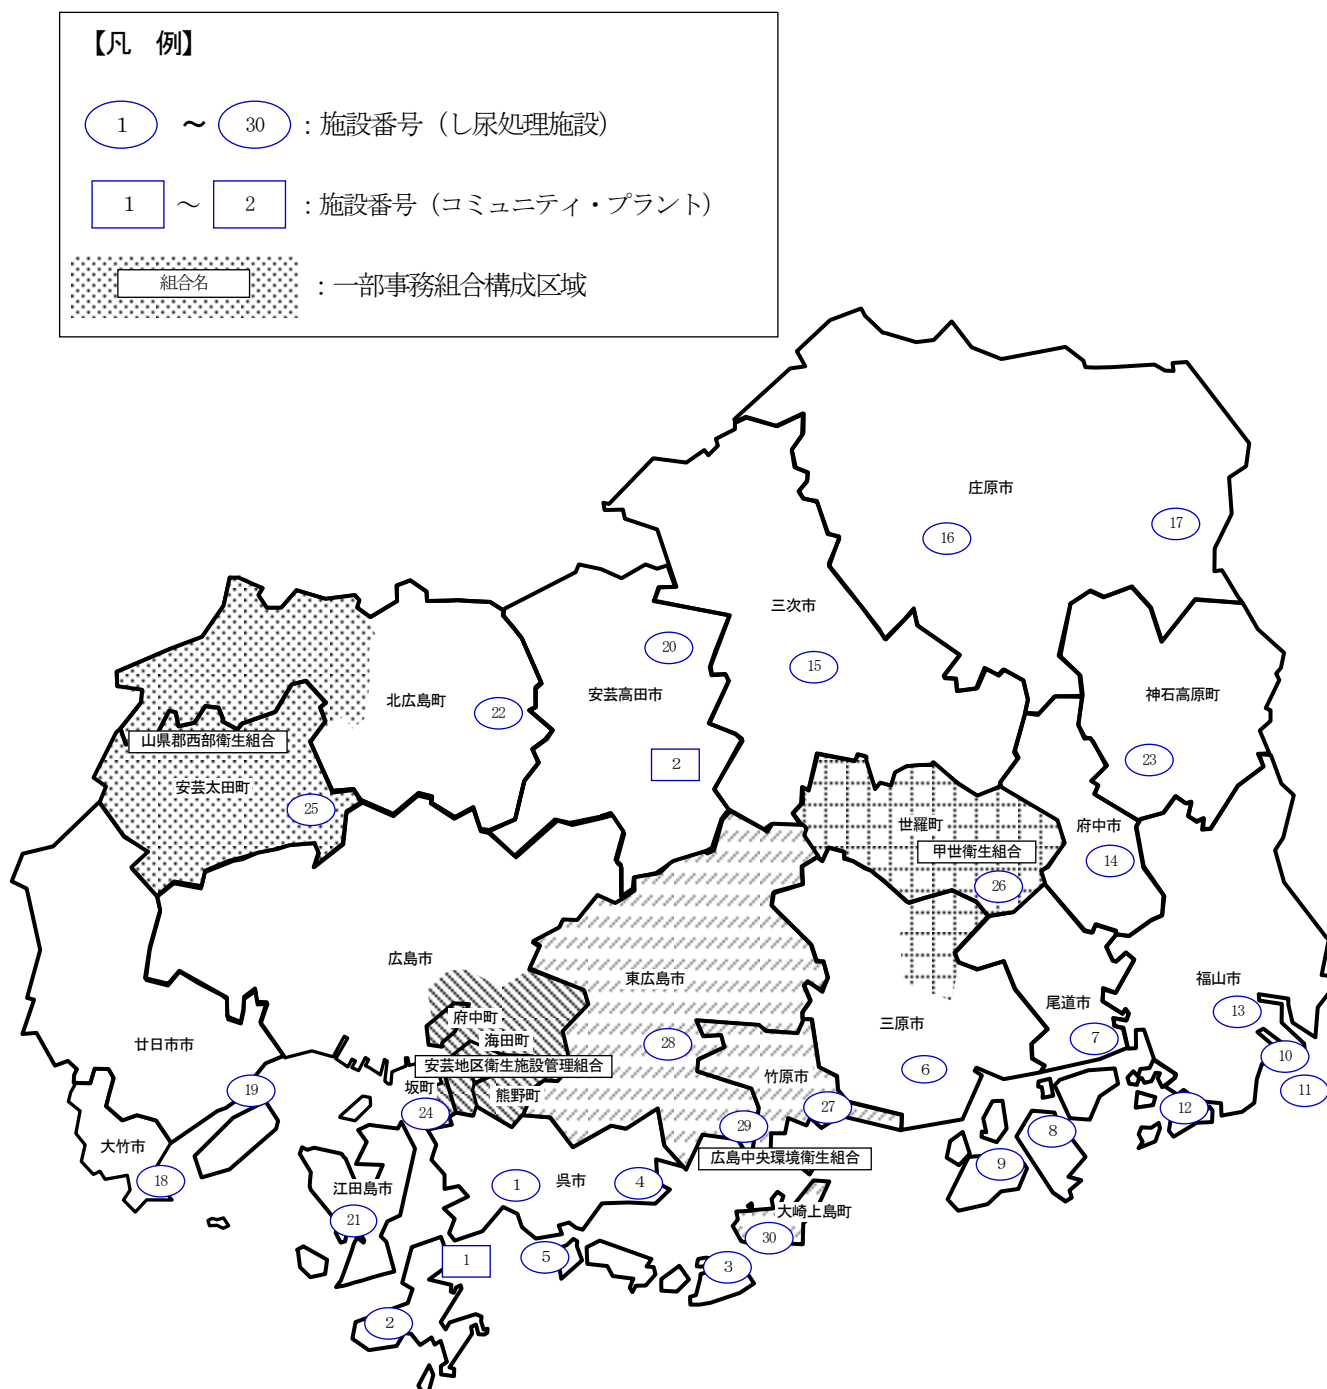 【凡　例】
1 ～ 30 ：施設番号（し尿処理施設）
1 ～ 2 ：施設番号（コミュニティ・プラント）
組合名 ：一部事務組合構成区域
庄原市
17
16
三次市
20
15
安芸高田市
神石高原町
北広島町
22
山県郡西部衛生組合
2
23
安芸太田町
25
世羅町
府中市
甲世衛生組合
14
26
広島市
東広島市
福山市
尾道市
13
府中町
三原市
海田町
28
7
廿日市市
10
安芸地区衛生施設管理組合
6
竹原市
坂町
19
熊野町
11
24
27
12
29
8
大竹市
広島中央環境衛生組合
9
18
江田島市
1
呉市
4
大崎上島町
21
30
1
5
3
2